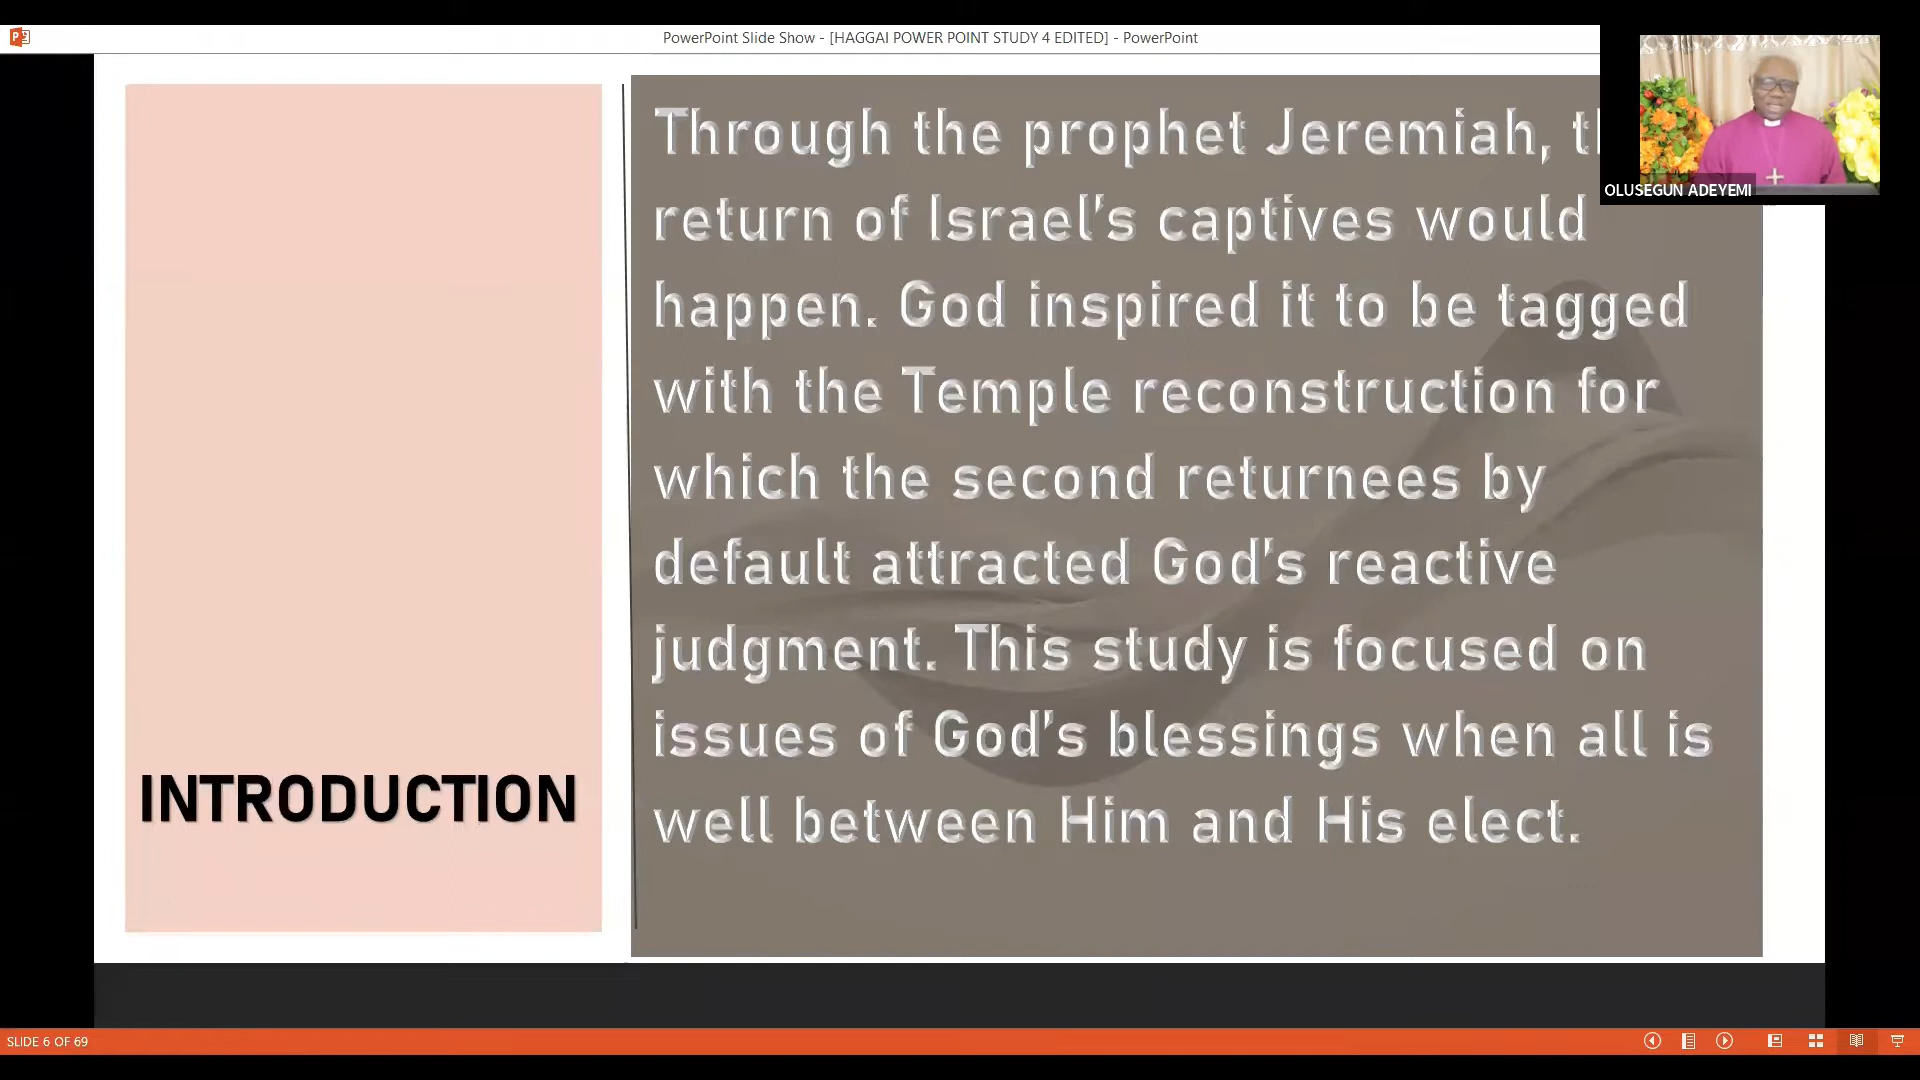 PowerPoint Slide Show - [HAGGAI POWER POINT STUDY 4 EDITED] - PowerPoint
OLUSEGUN ADEYEMI
Through the prophet Jeremiah,
return of Israel's captives would
happen. God inspired it to be tagged
with the Temple reconstruction for
which the second returnees by
default attracted God's reactive
judgment. This study is focused on
issues of God's blessings when all is
well between Him and His elect.
INTRODUCTION
SLIDE 6 OF 69